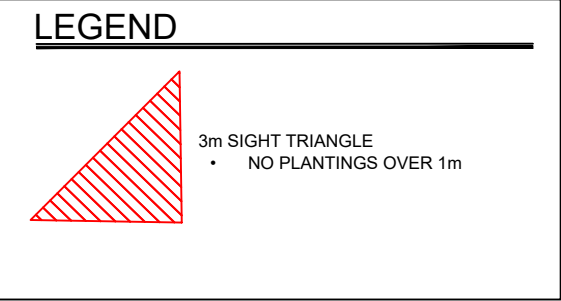 LEGEND
3m SIGHT TRIANGLE
• NO PLANTINGS OVER 1m